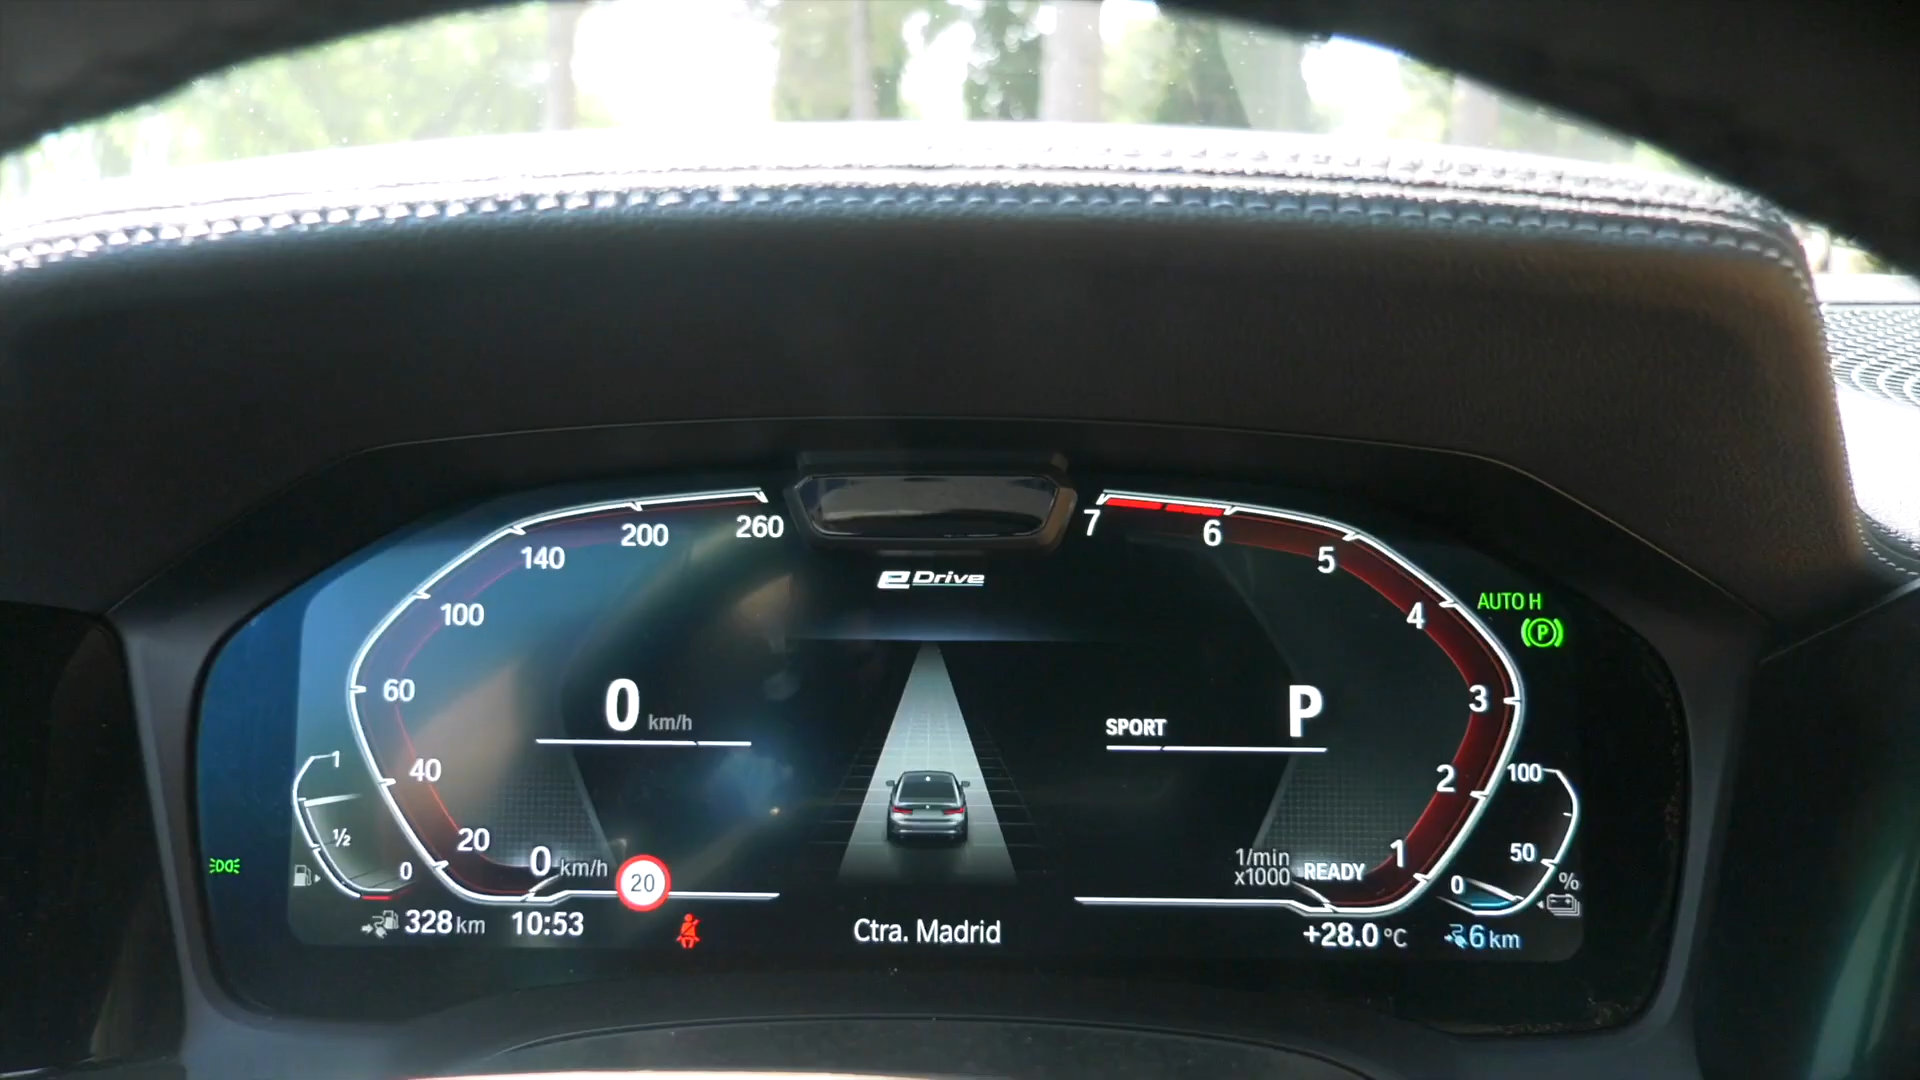 eDrive
260
200
140
100
60
40
20
0 km/h
0 km/h
20
7
6
5
4
3
2
1
AUTO H
P
SPORT
P
1/min
x1000
READY
1
1/2
0
100
50
0
%
328 km
10:53
Ctra. Madrid
+28.0 °C
6 km